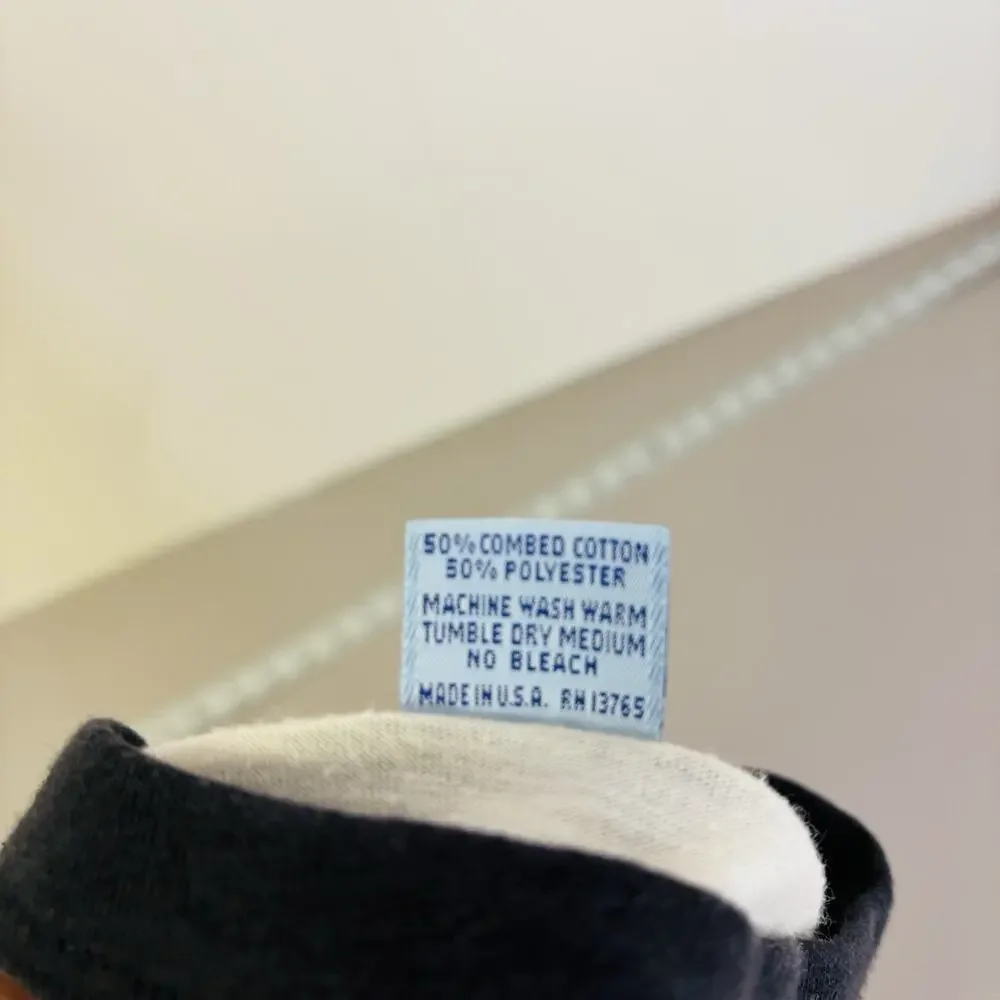 50% COMBED COTTON
50% POLYESTER
MACHINE WASH WARM
TUMBLE DRY MEDIUM
NO BLEACH
MADE IN U.S.A. RN 13765